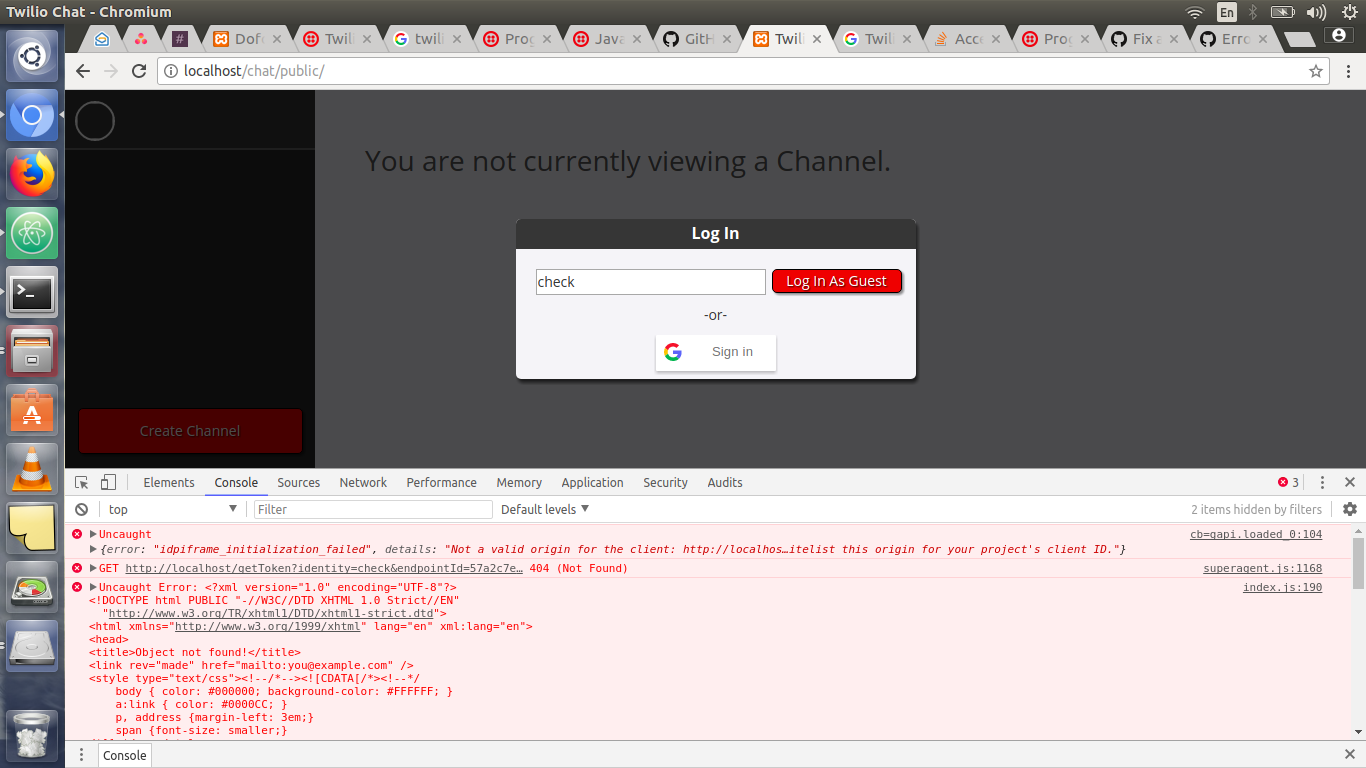 Twilio Chat - Chromium
En
#
Dofo
Twili
twilio
Prog
Java
GitH
Twili
Twili
Acce
Prog
Fix a
Erro
localhost/chat/public/
You are not currently viewing a Channel.
Log In
check
Log In As Guest
-or-
Sign in
Create Channel
Elements
Console
Sources
Network
Performance
Memory
Application
Security
Audits
3
top
Filter
Default levels
2 items hidden by filters
Uncaught
cb=gapi.loaded_0:104
{error: "idpiframe_initialization_failed", details: "Not a valid origin for the client: http://localhos…itelist this origin for your project's client ID."}
GET http://localhost/getToken?identity=check&endpointId=57a2c7e… 404 (Not Found)
superagent.js:1168
Uncaught Error: <?xml version="1.0" encoding="UTF-8"?>
index.js:190
<!DOCTYPE html PUBLIC "-//W3C//DTD XHTML 1.0 Strict//EN"
"http://www.w3.org/TR/xhtml1/DTD/xhtml1-strict.dtd">
<html xmlns="http://www.w3.org/1999/xhtml" lang="en" xml:lang="en">
<head>
<title>Object not found!</title>
<link rev="made" href="mailto:you@example.com" />
<style type="text/css"><!--/*--><![CDATA[/*><!--*/
body { color: #000000; background-color: #FFFFFF; }
a:link { color: #0000CC; }
p, address {margin-left: 3em;}
span {font-size: smaller;}
Console